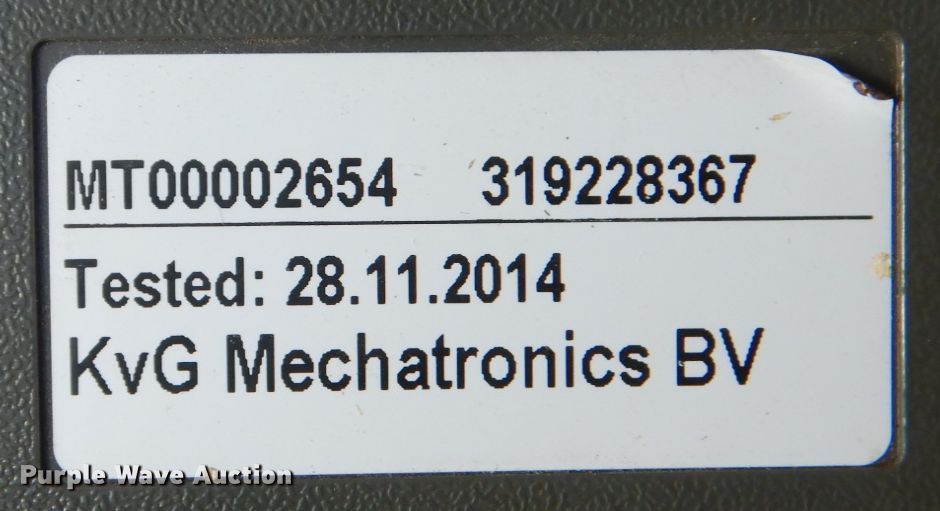 MT00002654 319228367
Tested: 28.11.2014
KvG Mechatronics BV
Purple Wave Auction